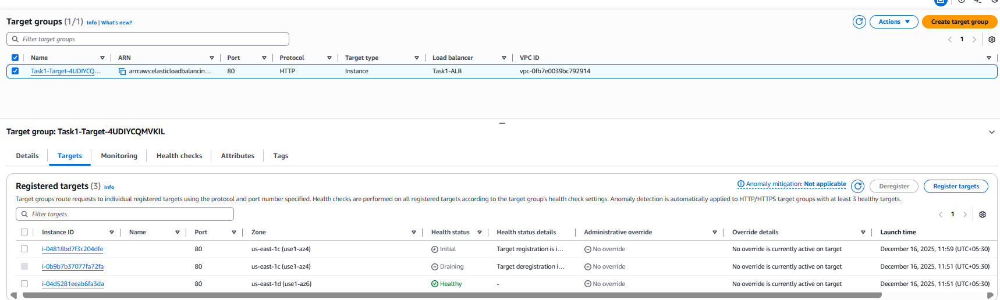 Target groups (1/1) Info | What's new?
Actions Create target group
Filter target groups
1
Name ARN Port Protocol Target type Load balancer VPC ID
Task1-Target-4UDIYCQ... arn:aws:elasticloadbalancin... 80 HTTP Instance Task1-ALB vpc-0fb7e0039bc792914
Target group: Task1-Target-4UDIYCQMVKIL
Details Targets Monitoring Health checks Attributes Tags
Registered targets (3) Info
Anomaly mitigation: Not applicable Deregister Register targets
Target groups route requests to individual registered targets using the protocol and port number specified. Health checks are performed on all registered targets according to the target group's health check settings. Anomaly detection is automatically applied to HTTP/HTTPS target groups with at least 3 healthy targets.
Filter targets
1
Instance ID Name Port Zone Health status Health status details Administrative override Override details Launch time
i-04818bd7f3c204dfe 80 us-east-1c (use1-az4) Initial Target registration is i... No override No override is currently active on target December 16, 2025, 11:59 (UTC+05:30)
i-0b9b7b37077fa72fa 80 us-east-1c (use1-az4) Draining Target deregistration i... No override No override is currently active on target December 16, 2025, 11:51 (UTC+05:30)
i-04d5281eeab6fa3da 80 us-east-1d (use1-az6) Healthy - No override No override is currently active on target December 16, 2025, 11:51 (UTC+05:30)